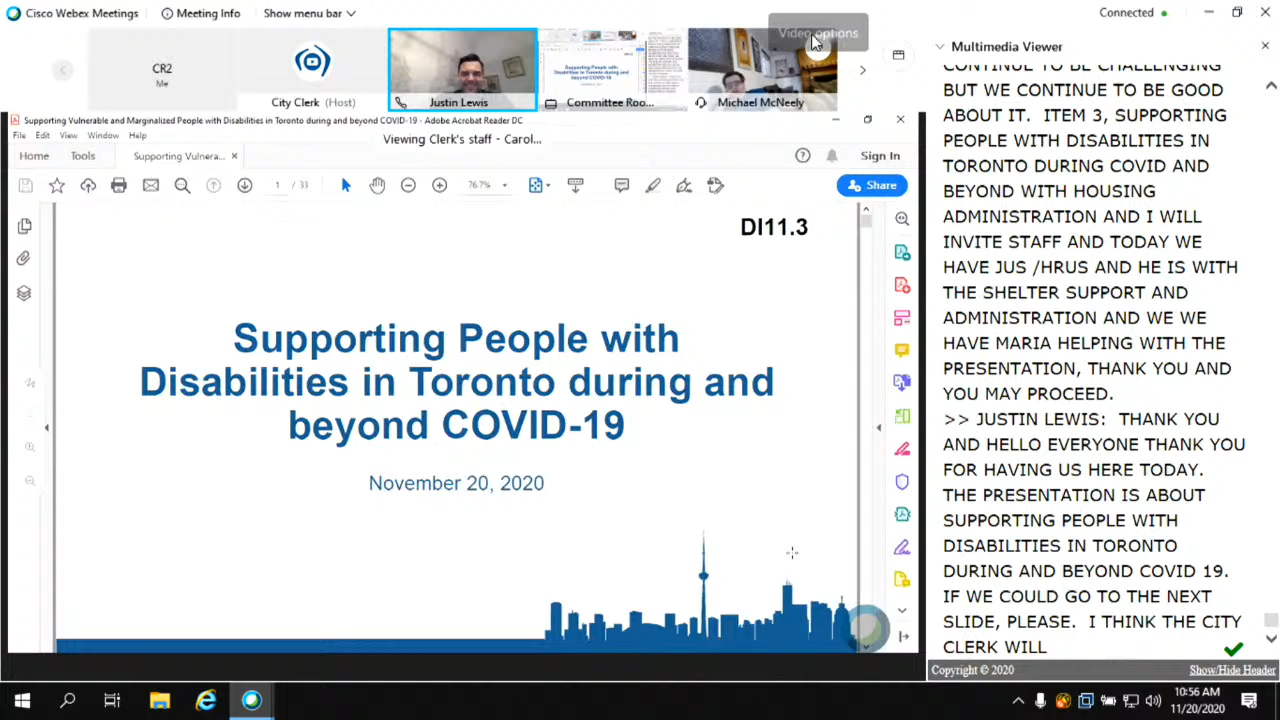 Cisco Webex Meetings
Meeting Info
Show menu bar
Connected
Video options
CR2
Me
City Clerk (Host)
Justin Lewis
Committee Roo...
Michael McNeely
Supporting Vulnerable and Marginalized People with Disabilities in Toronto during and beyond COVID-19 - Adobe Acrobat Reader DC
File Edit View Window Help
Viewing Clerk's staff - Carol...
Home Tools Supporting Vulnera...
Sign In
1 / 33
76.7%
Share
DI11.3
Supporting People with
Disabilities in Toronto during and
beyond COVID-19
November 20, 2020
Multimedia Viewer
CONTINUE TO BE CHALLENGING
BUT WE CONTINUE TO BE GOOD
ABOUT IT. ITEM 3, SUPPORTING
PEOPLE WITH DISABILITIES IN
TORONTO DURING COVID AND
BEYOND WITH HOUSING
ADMINISTRATION AND I WILL
INVITE STAFF AND TODAY WE
HAVE JUS /HRUS AND HE IS WITH
THE SHELTER SUPPORT AND
ADMINISTRATION AND WE WE
HAVE MARIA HELPING WITH THE
PRESENTATION, THANK YOU AND
YOU MAY PROCEED.
>> JUSTIN LEWIS: THANK YOU
AND HELLO EVERYONE THANK YOU
FOR HAVING US HERE TODAY.
THE PRESENTATION IS ABOUT
SUPPORTING PEOPLE WITH
DISABILITIES IN TORONTO
DURING AND BEYOND COVID 19.
IF WE COULD GO TO THE NEXT
SLIDE, PLEASE. I THINK THE CITY
CLERK WILL
Copyright © 2020
Show/Hide Header
10:56 AM
11/20/2020